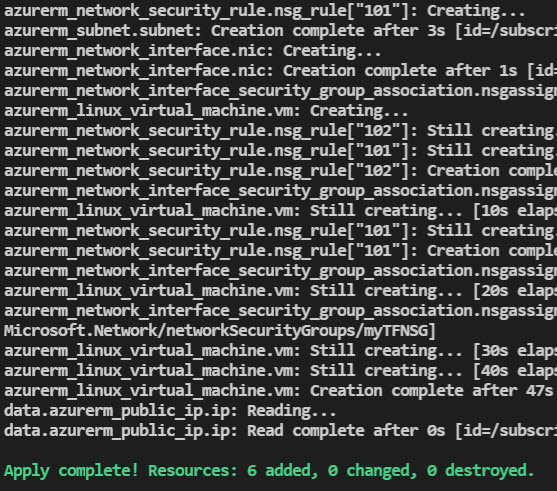 azurerm_network_security_rule.nsg_rule["101"]: Creating...
azurerm_subnet.subnet: Creation complete after 3s [id=/subscri
azurerm_network_interface.nic: Creating...
azurerm_network_interface.nic: Creation complete after 1s [id=
azurerm_network_interface_security_group_association.nsgassign
azurerm_linux_virtual_machine.vm: Creating...
azurerm_network_security_rule.nsg_rule["102"]: Still creating.
azurerm_network_security_rule.nsg_rule["101"]: Still creating.
azurerm_network_security_rule.nsg_rule["102"]: Creation comple
azurerm_network_interface_security_group_association.nsgassign
azurerm_linux_virtual_machine.vm: Still creating... [10s elaps
azurerm_network_security_rule.nsg_rule["101"]: Still creating.
azurerm_network_security_rule.nsg_rule["101"]: Creation comple
azurerm_network_interface_security_group_association.nsgassign
azurerm_linux_virtual_machine.vm: Still creating... [20s elaps
azurerm_network_interface_security_group_association.nsgassign
Microsoft.Network/networkSecurityGroups/myTFNSG]
azurerm_linux_virtual_machine.vm: Still creating... [30s elaps
azurerm_linux_virtual_machine.vm: Still creating... [40s elaps
azurerm_linux_virtual_machine.vm: Creation complete after 47s
data.azurerm_public_ip.ip: Reading...
data.azurerm_public_ip.ip: Read complete after 0s [id=/subscri
Apply complete! Resources: 6 added, 0 changed, 0 destroyed.